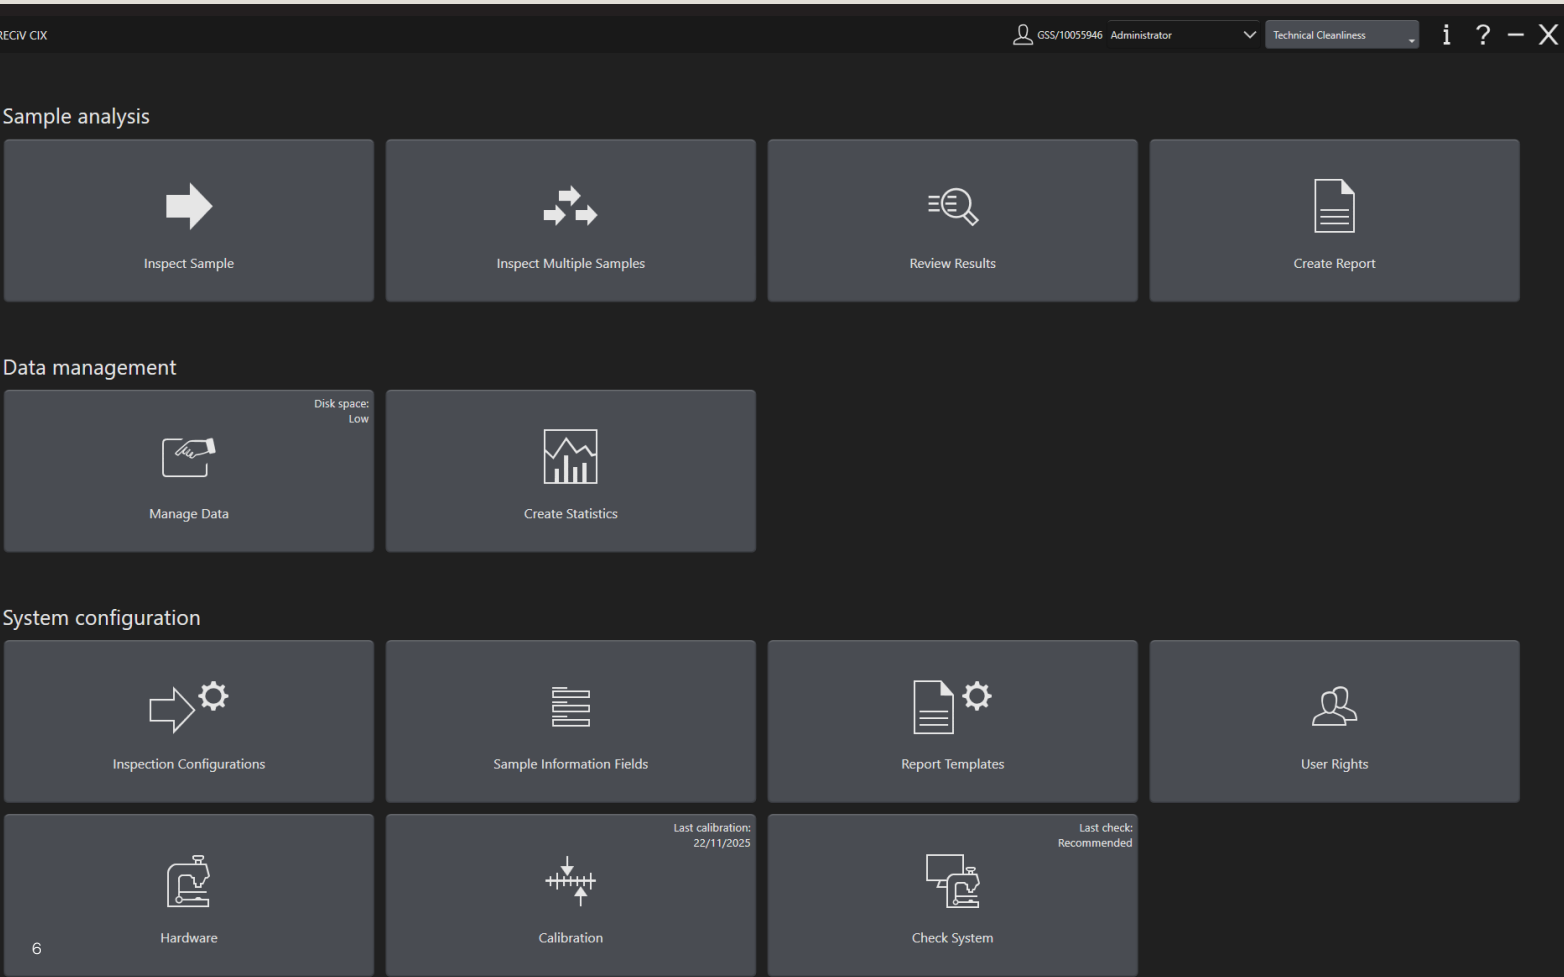 RECiV CIX
GSS/10055946 Administrator
Technical Cleanliness
i ? – X
Sample analysis
Inspect Sample
Inspect Multiple Samples
Review Results
Create Report
Data management
Disk space:
Low
Manage Data
Create Statistics
System configuration
Inspection Configurations
Sample Information Fields
Report Templates
User Rights
Hardware
Last calibration:
22/11/2025
Calibration
Last check:
Recommended
Check System
6